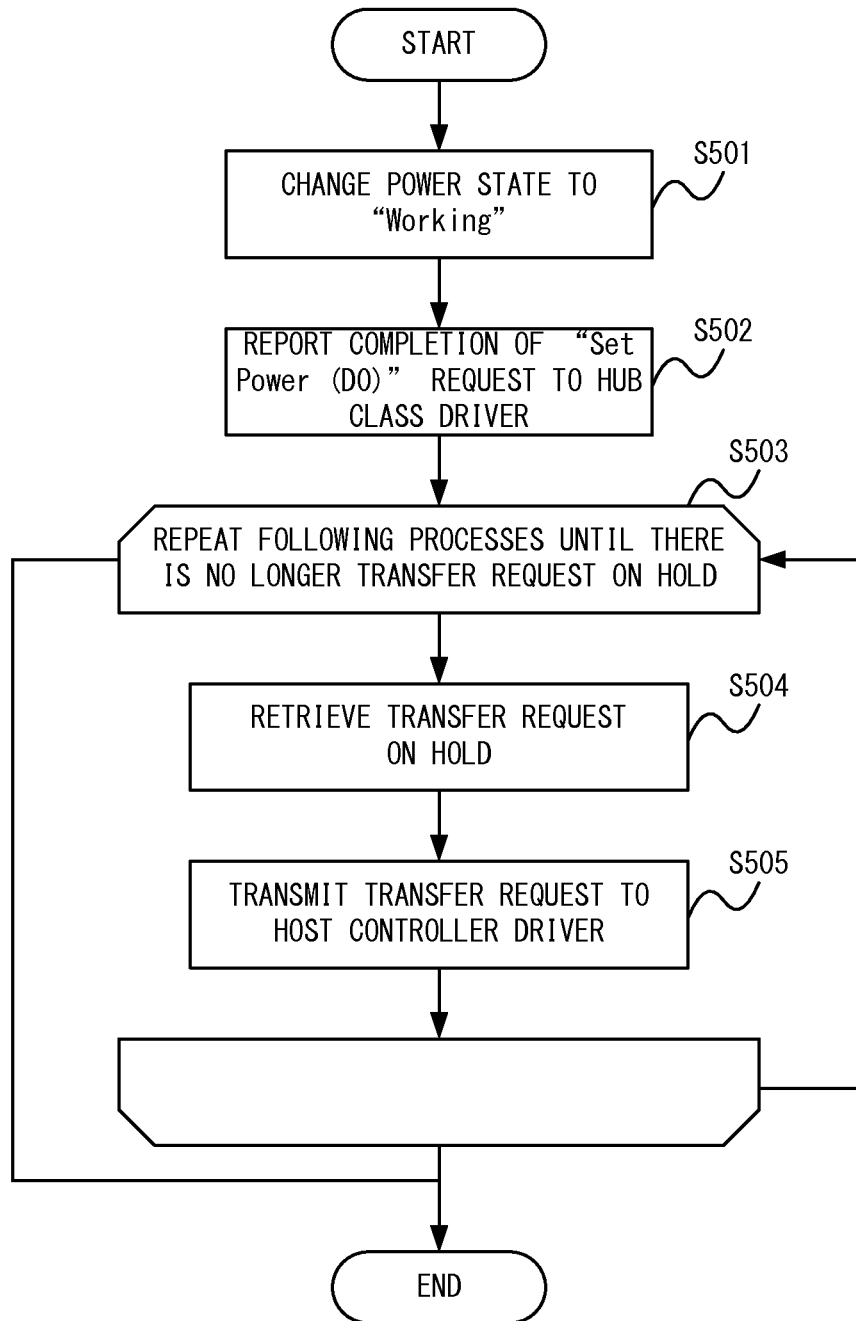 START
S501
CHANGE POWER STATE TO
“Working”
S502
REPORT COMPLETION OF “Set
Power (D0)” REQUEST TO HUB
CLASS DRIVER
S503
REPEAT FOLLOWING PROCESSES UNTIL THERE
IS NO LONGER TRANSFER REQUEST ON HOLD
S504
RETRIEVE TRANSFER REQUEST
ON HOLD
S505
TRANSMIT TRANSFER REQUEST TO
HOST CONTROLLER DRIVER
END